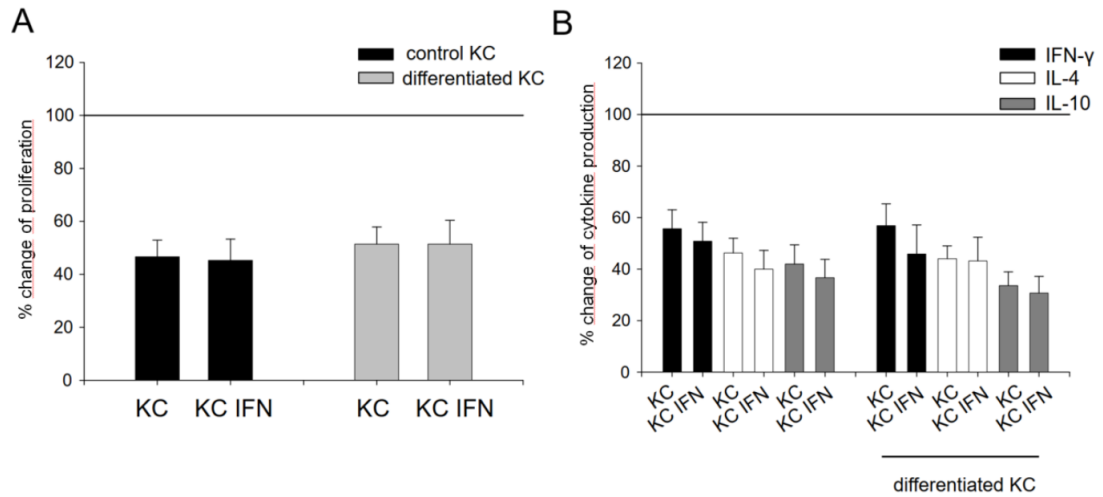 A
control KC
differentiated KC
% change of proliferation
120
100
80
60
40
20
0
KC
KC IFN
KC
KC IFN
B
IFN-γ
IL-4
IL-10
% change of cytokine production
120
100
80
60
40
20
0
KC
KC IFN
KC
KC IFN
KC
KC IFN
KC
KC IFN
KC
KC IFN
KC
KC IFN
differentiated KC